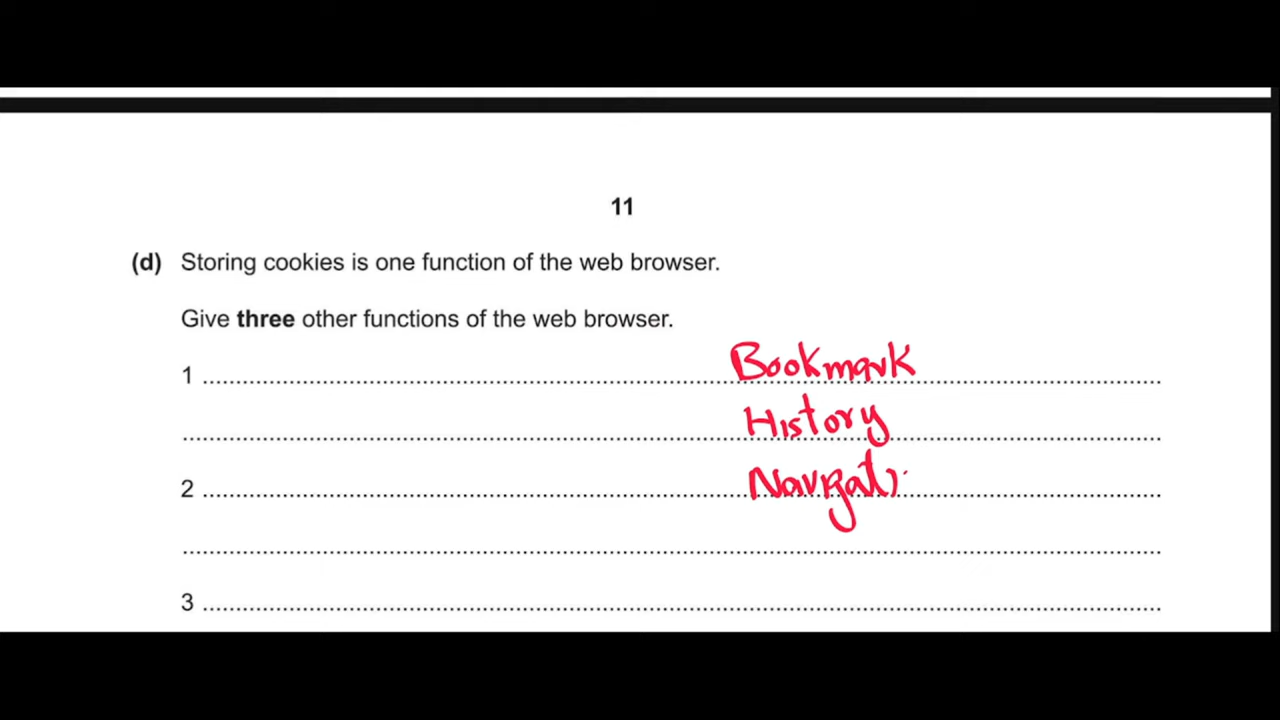 11
(d) Storing cookies is one function of the web browser.
Give three other functions of the web browser.
1 ................................................................ Bookmark
History
2 ................................................................ Navigati
3 ................................................................